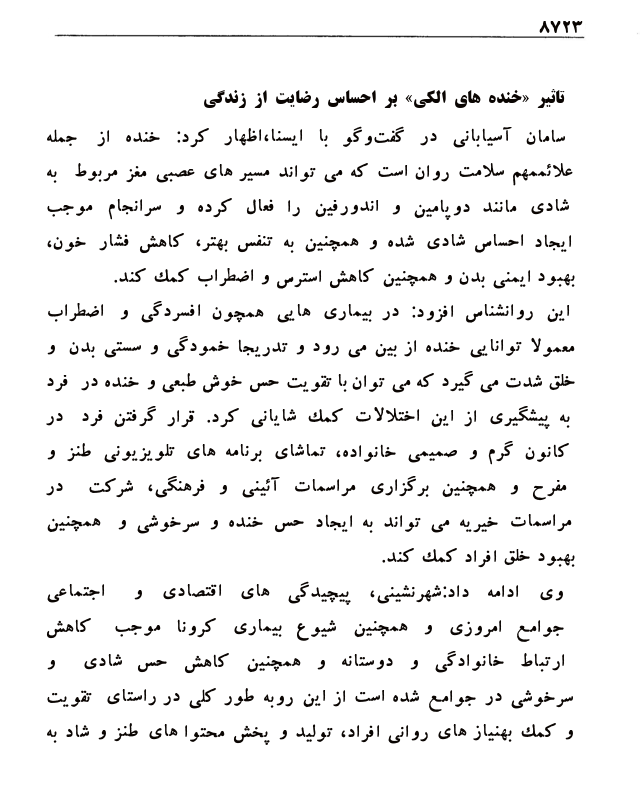 ۸۷۲۳
تاثیر «خنده های الکی» بر احساس رضایت از زندگی
سامان آسیابانی در گفت‌وگو با ایسنا،اظهار کرد: خنده از جمله
علائممهم سلامت روان است که می تواند مسیر های عصبی مغز مربوط به
شادی مانند دوپامین و اندورفین را فعال کرده و سرانجام موجب
ایجاد احساس شادی شده و همچنین به تنفس بهتر، کاهش فشار خون،
بهبود ایمنی بدن و همچنین کاهش استرس و اضطراب کمك کند.
این روانشناس افزود: در بیماری هایی همچون افسردگی و اضطراب
معمولا توانایی خنده از بین می رود و تدریجا خمودگی و سستی بدن و
خلق شدت می گیرد که می توان با تقویت حس خوش طبعی و خنده در فرد
به پیشگیری از این اختلالات کمك شایانی کرد. قرار گرفتن فرد در
کانون گرم و صمیمی خانواده، تماشای برنامه های تلویزیونی طنز و
مفرح و همچنین برگزاری مراسمات آئینی و فرهنگی، شرکت در
مراسمات خیریه می تواند به ایجاد حس خنده و سرخوشی و همچنین
بهبود خلق افراد کمك کند.
وی ادامه داد:شهرنشینی، پیچیدگی های اقتصادی و اجتماعی
جوامع امروزی و همچنین شیوع بیماری کرونا موجب کاهش
ارتباط خانوادگی و دوستانه و همچنین کاهش حس شادی و
سرخوشی در جوامع شده است از این روبه طور کلی در راستای تقویت
و کمك بهنیاز های روانی افراد، تولید و پخش محتوا های طنز و شاد به